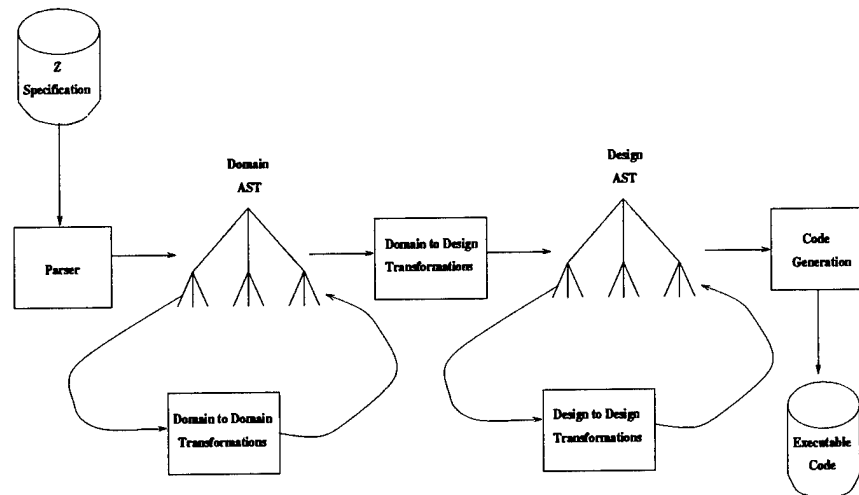 Z
Specification
Domain
AST
Design
AST
Parser
Domain to Design
Transformations
Code
Generation
Domain to Domain
Transformations
Design to Design
Transformations
Executable
Code